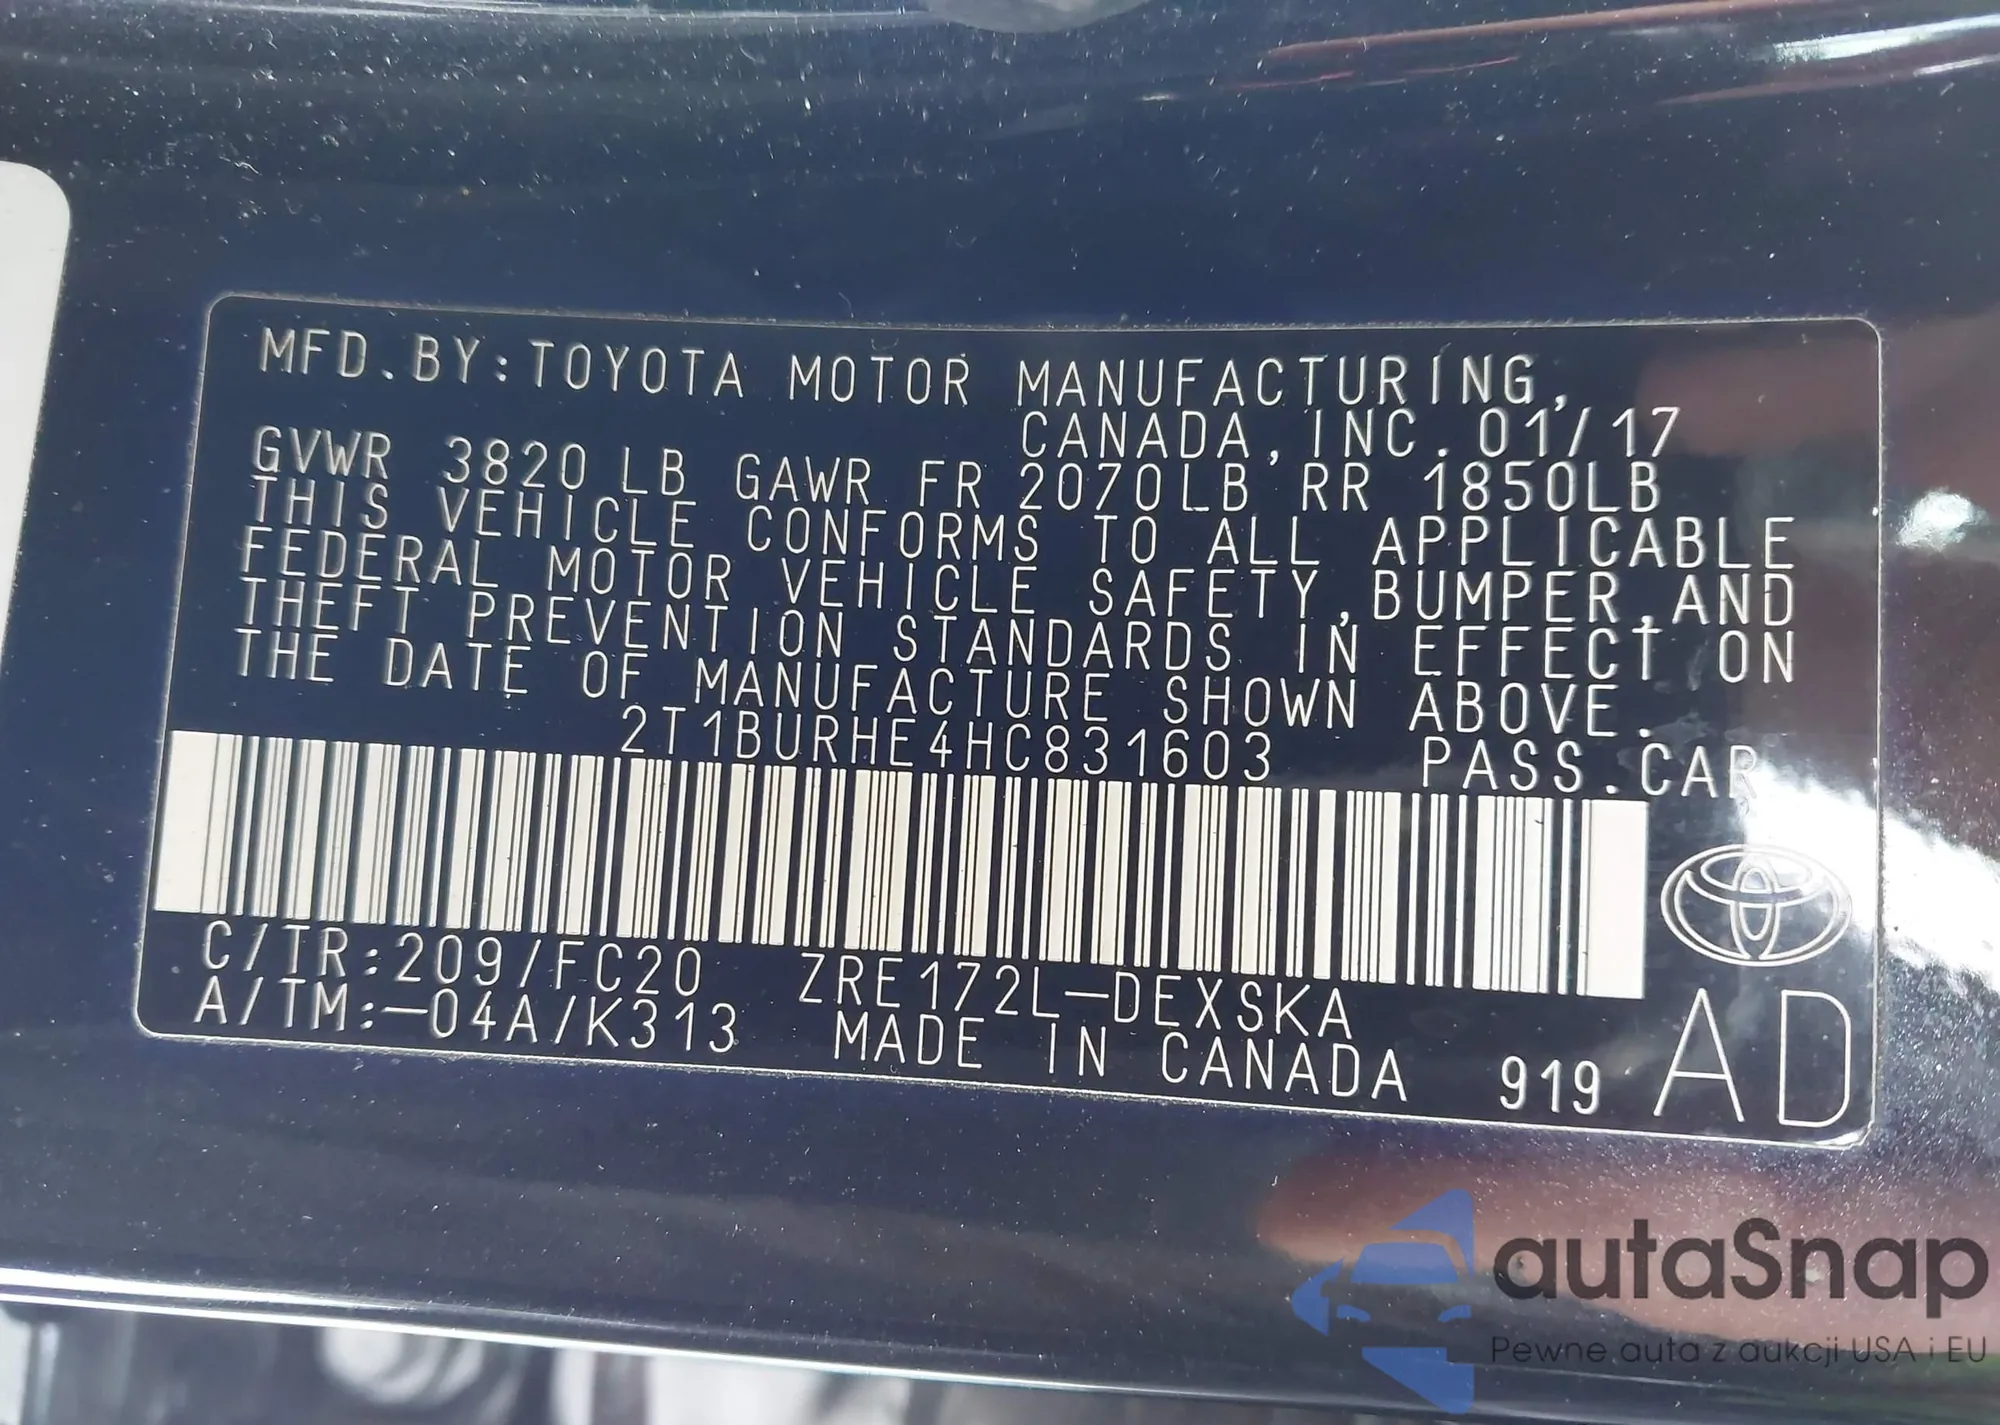 MFD.BY:TOYOTA MOTOR MANUFACTURING,
CANADA,INC.01/17
GVWR 3820LB GAWR FR 2070LB RR 1850LB
THIS VEHICLE CONFORMS TO ALL APPLICABLE
FEDERAL MOTOR VEHICLE SAFETY,BUMPER,AND
THEFT PREVENTION STANDARDS IN EFFECT ON
THE DATE OF MANUFACTURE SHOWN ABOVE.
2T1BURHE4HC831603 PASS.CAR
C/TR:209/FC20 ZRE172L-DEXSKA
A/TM:-04A/K313 MADE IN CANADA 919 AD
autaSnap
Pewne auta z aukcji USA i EU